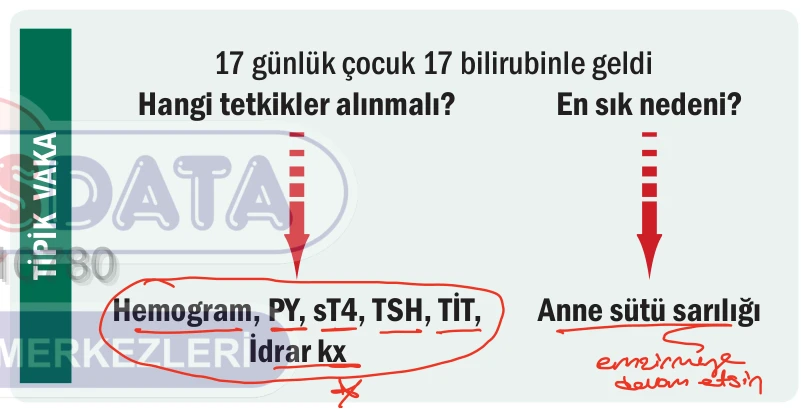 TİPİK VAKA
17 günlük çocuk 17 bilirubinle geldi
Hangi tetkikler alınmalı?
En sık nedeni?
Hemogram, PY, sT4, TSH, TİT,
İdrar kx
Anne sütü sarılığı
emzirmeye
devam etsin
DATA
MERKEZLERİ